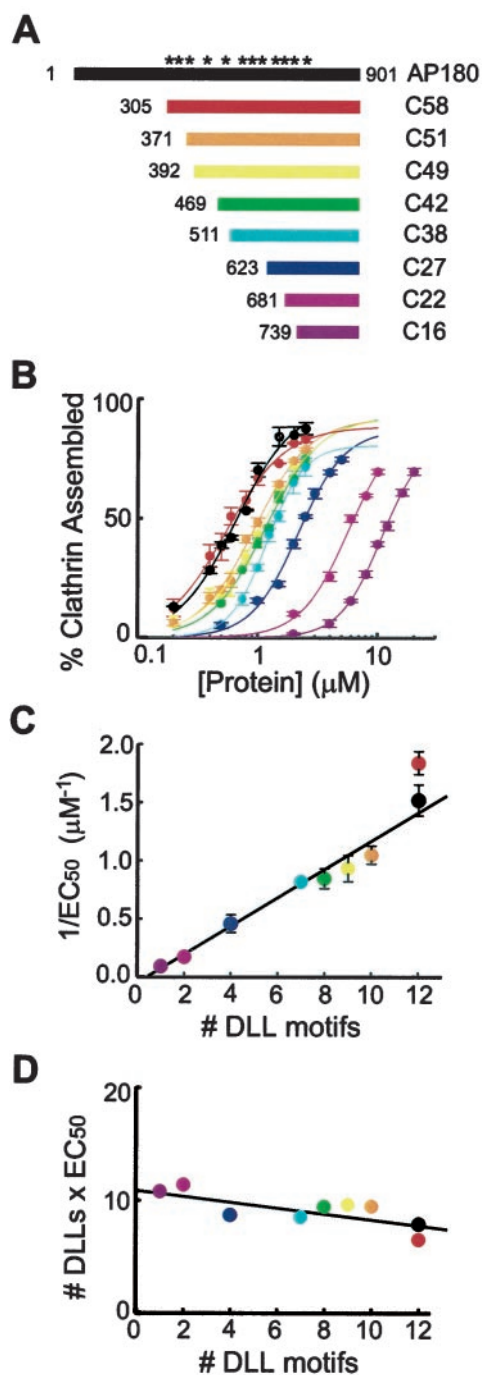 A
*** * * *** ****
1 901 AP180
305 C58
371 C51
392 C49
469 C42
511 C38
623 C27
681 C22
739 C16
B
100
50
0
% Clathrin Assembled
0.1 1 10
[Protein] (μM)
C
2.0
1.5
1.0
0.5
0.0
1/EC50 (μM-1)
0 2 4 6 8 10 12
# DLL motifs
D
20
10
0
# DLLs x EC50
0 2 4 6 8 10 12
# DLL motifs